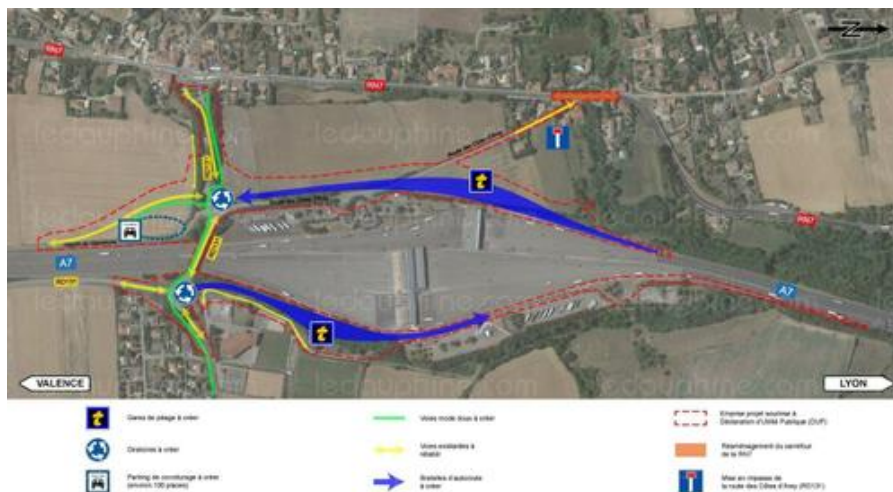 RN7
RN7
RN7
A7
RD131
RD131
A7
VALENCE
LYON
Gares de péage à créer
Giratoires à créer
Parking de covoiturage à créer
(environ 100 places)
Voies mode doux à créer
Voies existantes à
rétablir
Bretelles d'autoroute
à créer
Emprise projet soumise à
Déclaration d'Utilité Publique (DUP)
Réaménagement du carrefour
de la RN7
Mise en impasse de
la route des Côtes d'Arey (RD131)